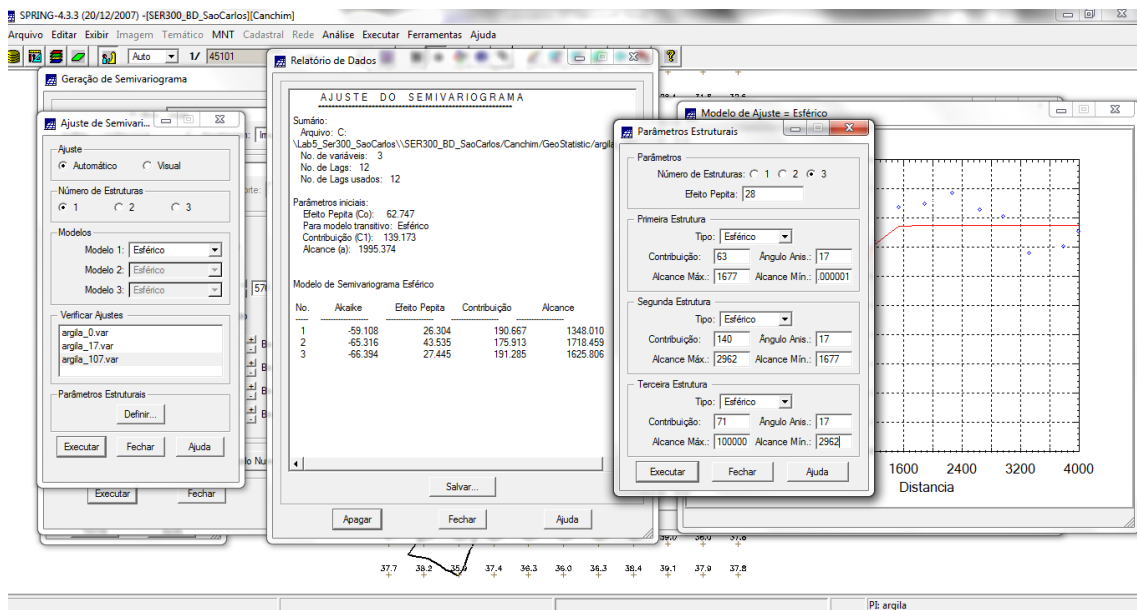 SPRING-4.3.3 (20/12/2007) -[SER300_BD_SaoCarlos][Canchim]
Arquivo Editar Exibir Imagem Temático MNT Cadastral Rede Análise Executar Ferramentas Ajuda
Auto 1/ 45101
Geração de Semivariograma
Executar Fechar
Ajuste de Semivari...
Ajuste
Automático Visual
Número de Estruturas
1 2 3
Modelos
Modelo 1: Esférico
Modelo 2: Esférico
Modelo 3: Esférico
Verificar Ajustes
argila_0.var
argila_17.var
argila_107.var
Parâmetros Estruturais
Definir...
Executar Fechar Ajuda
Relatório de Dados
AJUSTE DO SEMIVARIOGRAMA
Sumário:
Arquivo: C:
\Lab5_Ser300_SaoCarlos\\SER300_BD_SaoCarlos/Canchim/GeoStatistic/argila
No. de variáveis: 3
No. de Lags: 12
No. de Lags usados: 12
Parâmetros iniciais:
Efeito Pepita (Co): 62.747
Para modelo transitivo: Esférico
Contribuição (C1): 139.173
Alcance (a): 1995.374
Modelo de Semivariograma Esférico
No. Akaike Efeito Pepita Contribuição Alcance
1 -59.108 26.304 190.667 1348.010
2 -65.316 43.535 175.913 1718.459
3 -66.394 27.445 191.285 1625.806
Salvar...
Apagar Fechar Ajuda
Parâmetros Estruturais
Parâmetros
Número de Estruturas: 1 2 3
Efeito Pepita: 28
Primeira Estrutura
Tipo: Esférico
Contribuição: 63 Ângulo Anis.: 17
Alcance Máx.: 1677 Alcance Mín.: .000001
Segunda Estrutura
Tipo: Esférico
Contribuição: 140 Ângulo Anis.: 17
Alcance Máx.: 2962 Alcance Mín.: 1677
Terceira Estrutura
Tipo: Esférico
Contribuição: 71 Ângulo Anis.: 17
Alcance Máx.: 100000 Alcance Mín.: 2962
Executar Fechar Ajuda
Modelo de Ajuste = Esférico
1600 2400 3200 4000
Distancia
37.7 38.2 35.9 37.4 36.3 36.0 36.3 38.4 39.1 37.9 37.8
PI: argila